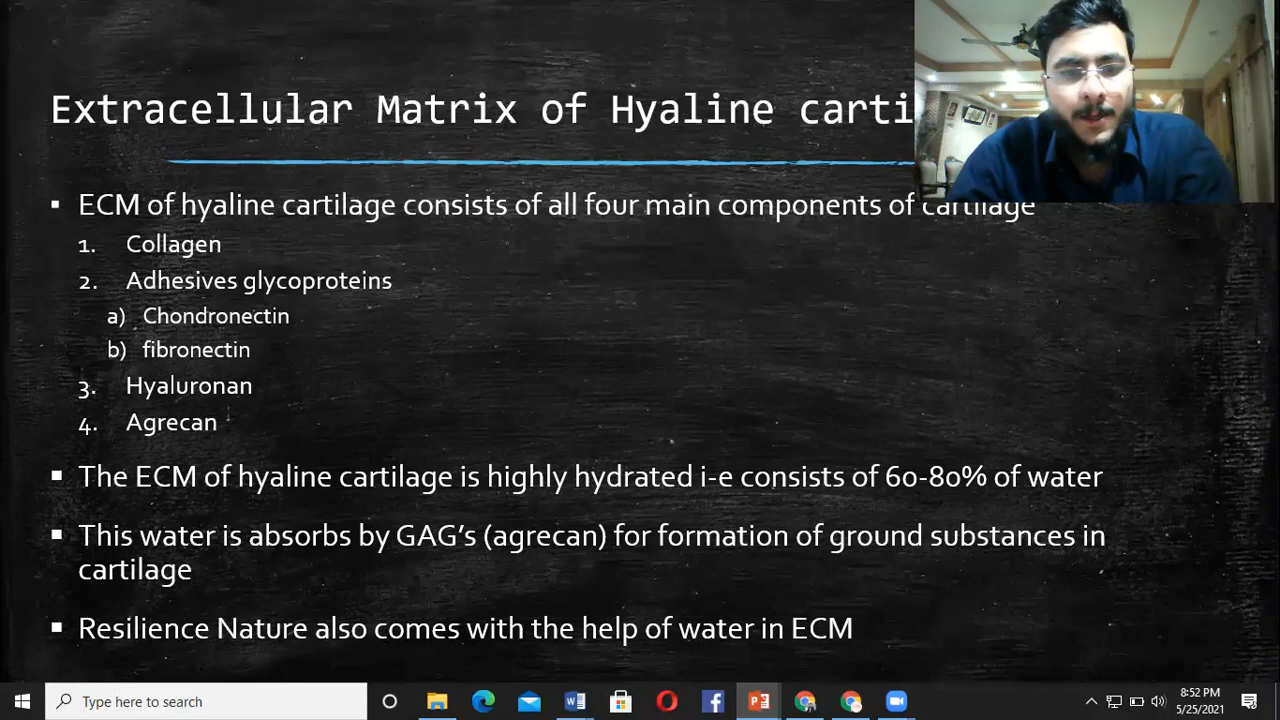 Extracellular Matrix of Hyaline carti
▪ ECM of hyaline cartilage consists of all four main components of cartilage
1. Collagen
2. Adhesives glycoproteins
a) Chondronectin
b) fibronectin
3. Hyaluronan
4. Agrecan
▪ The ECM of hyaline cartilage is highly hydrated i-e consists of 60-80% of water
▪ This water is absorbs by GAG’s (agrecan) for formation of ground substances in
cartilage
▪ Resilience Nature also comes with the help of water in ECM
Type here to search
8:52 PM
5/25/2021